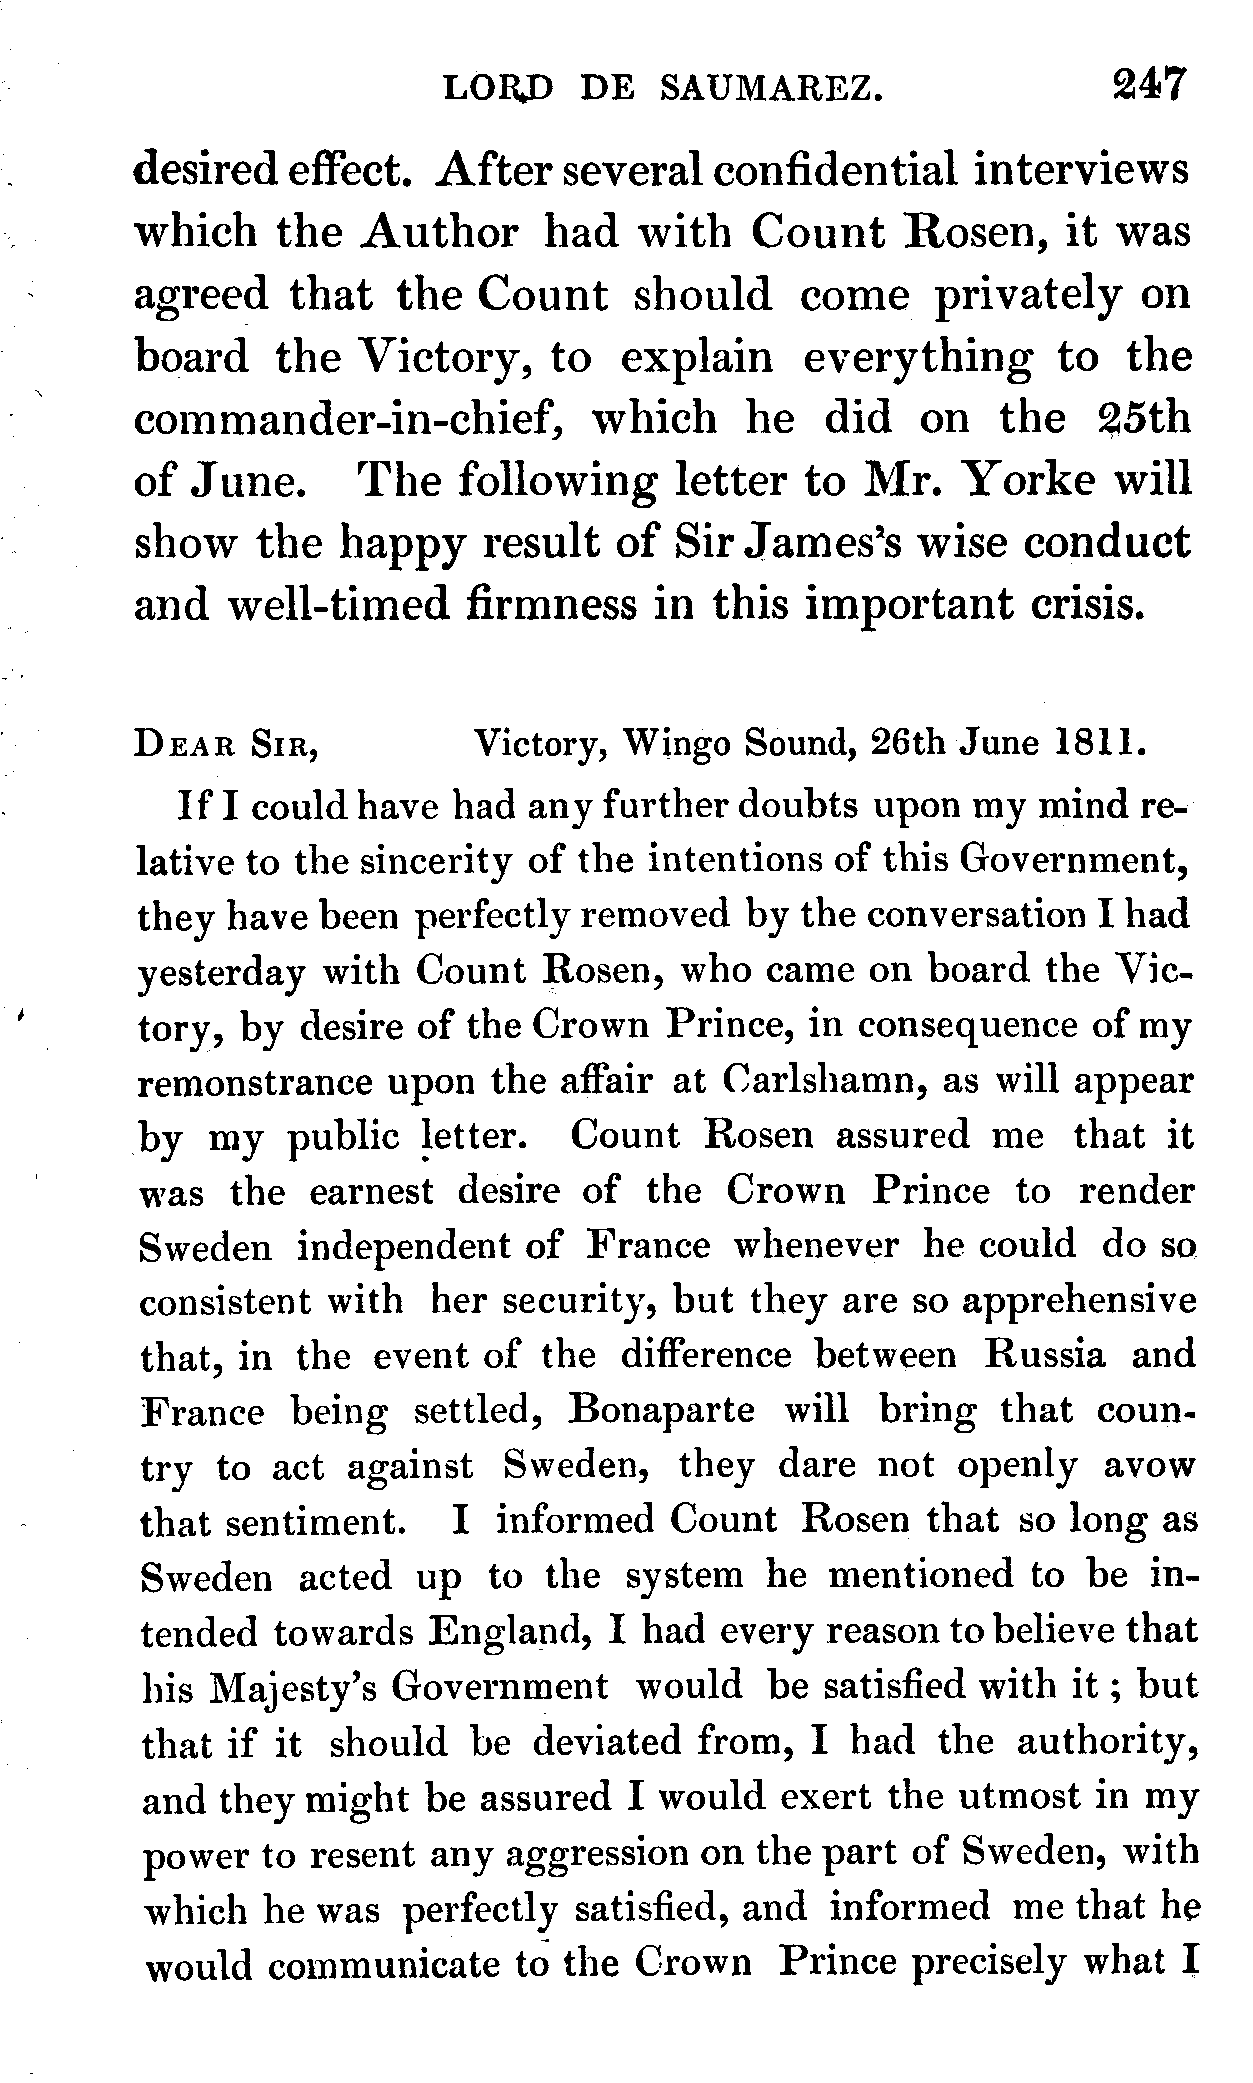 LORD DE SAUMAREZ. 247
desired effect. After several confidential interviews
which the Author had with Count Rosen, it was
agreed that the Count should come privately on
board the Victory, to explain everything to the
commander-in-chief, which he did on the 25th
of June. The following letter to Mr. Yorke will
show the happy result of Sir James's wise conduct
and well-timed firmness in this important crisis.
DEAR SIR, Victory, Wingo Sound, 26th June 1811.
If I could have had any further doubts upon my mind re-
lative to the sincerity of the intentions of this Government,
they have been perfectly removed by the conversation I had
yesterday with Count Rosen, who came on board the Vic-
tory, by desire of the Crown Prince, in consequence of my
remonstrance upon the affair at Carlshamn, as will appear
by my public letter. Count Rosen assured me that it
was the earnest desire of the Crown Prince to render
Sweden independent of France whenever he could do so
consistent with her security, but they are so apprehensive
that, in the event of the difference between Russia and
France being settled, Bonaparte will bring that coun-
try to act against Sweden, they dare not openly avow
that sentiment. I informed Count Rosen that so long as
Sweden acted up to the system he mentioned to be in-
tended towards England, I had every reason to believe that
his Majesty's Government would be satisfied with it ; but
that if it should be deviated from, I had the authority,
and they might be assured I would exert the utmost in my
power to resent any aggression on the part of Sweden, with
which he was perfectly satisfied, and informed me that he
would communicate to the Crown Prince precisely what I